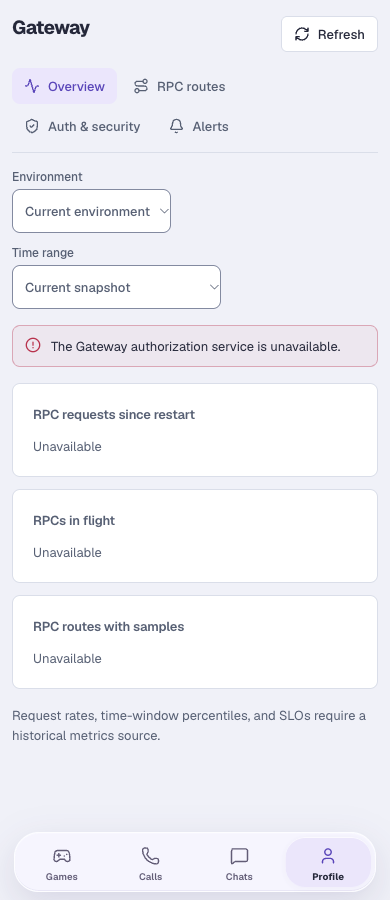 Gateway
Refresh
Overview
RPC routes
Auth & security
Alerts
Environment
Current environment
Time range
Current snapshot
The Gateway authorization service is unavailable.
RPC requests since restart
Unavailable
RPCs in flight
Unavailable
RPC routes with samples
Unavailable
Request rates, time-window percentiles, and SLOs require a
historical metrics source.
Games
Calls
Chats
Profile